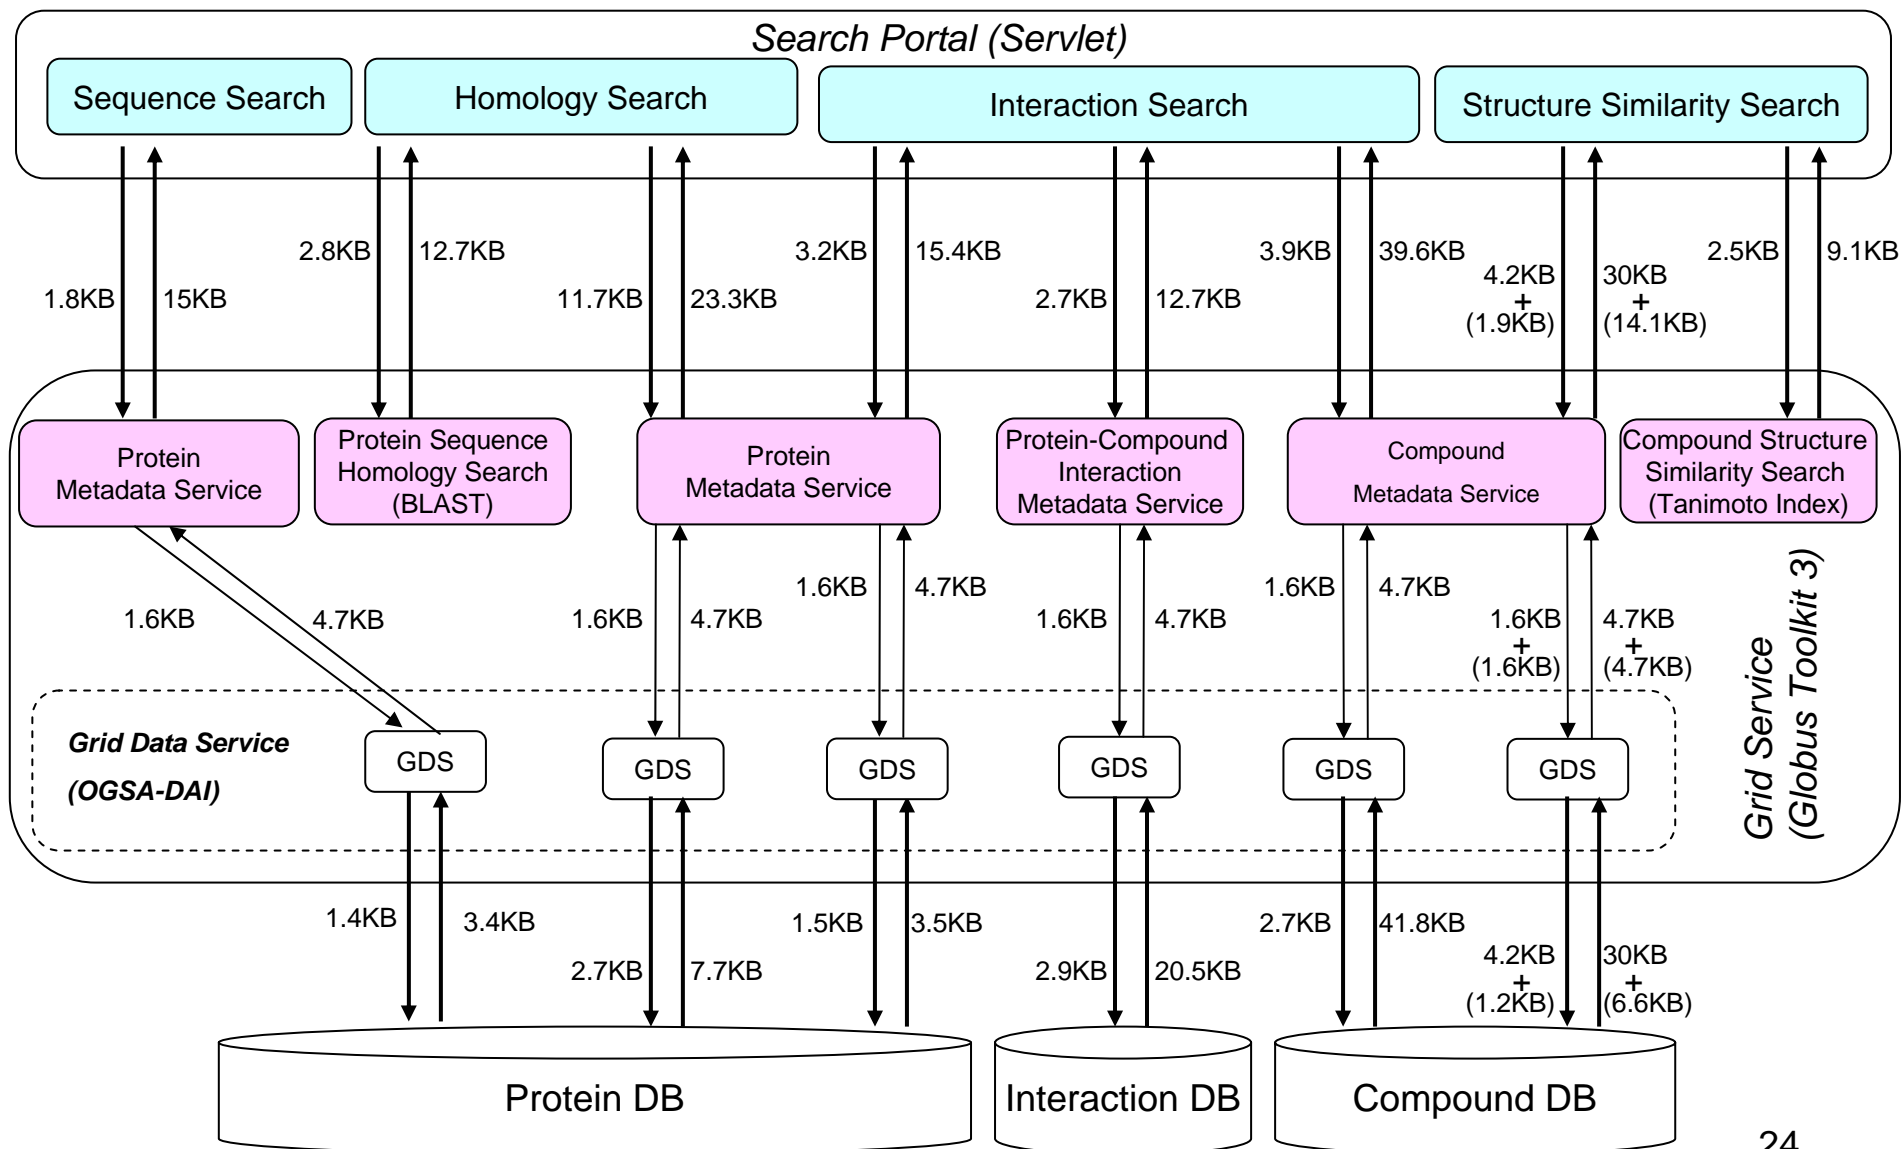 Search Portal (Servlet)
Sequence Search
Homology Search
Interaction Search
Structure Similarity Search
1.8KB
15KB
2.8KB
12.7KB
11.7KB
23.3KB
3.2KB
15.4KB
2.7KB
12.7KB
3.9KB
39.6KB
4.2KB
+
(1.9KB)
30KB
+
(14.1KB)
2.5KB
9.1KB
Protein
Metadata Service
Protein Sequence
Homology Search
(BLAST)
Protein
Metadata Service
Protein-Compound
Interaction
Metadata Service
Compound
Metadata Service
Compound Structure
Similarity Search
(Tanimoto Index)
1.6KB
4.7KB
1.6KB
4.7KB
1.6KB
4.7KB
1.6KB
4.7KB
1.6KB
4.7KB
1.6KB
+
(1.6KB)
4.7KB
+
(4.7KB)
Grid Service
(Globus Toolkit 3)
Grid Data Service
(OGSA-DAI)
GDS
GDS
GDS
GDS
GDS
GDS
1.4KB
3.4KB
2.7KB
7.7KB
1.5KB
3.5KB
2.9KB
20.5KB
2.7KB
41.8KB
4.2KB
+
(1.2KB)
30KB
+
(6.6KB)
Protein DB
Interaction DB
Compound DB
24